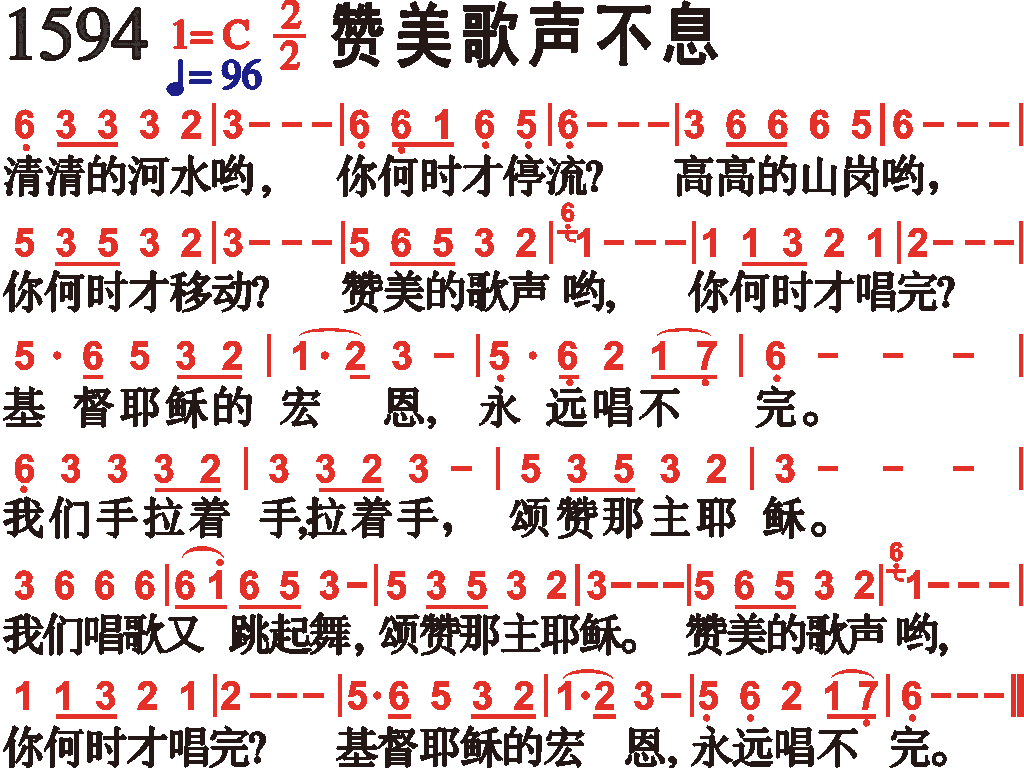 1594 1=C 2/2 赞美歌声不息
♩=96
6̣ 3 3 3 2|3---|6̣ 6̣ 1 6̣ 5̣|6̣---|3 6 6 6 5|6---|
清清的河水哟, 你何时才停流? 高高的山岗哟,
5 3 5 3 2|3---|5 6 5 3 2|6̣1---|1 1 3 2 1|2---|
你何时才移动? 赞美的歌声 哟, 你何时才唱完?
5· 6 5 3 2|1·2 3 -|5̣· 6̣ 2 1 7̣|6̣ - - -|
基 督耶稣的 宏 恩, 永 远唱不 完。
6̣ 3 3 3 2|3 3 2 3 -|5 3 5 3 2|3 - - -|
我们手拉着 手,拉着手, 颂赞那主耶 稣。
3 6 6 6|6 1̇ 6 5 3-|5 3 5 3 2|3---|5 6 5 3 2|6̣1---|
我们唱歌又 跳起舞,颂赞那主耶稣。 赞美的歌声 哟,
1 1 3 2 1|2---|5·6 5 3 2|1·2 3-|5̣ 6̣ 2 1 7̣|6̣---‖
你何时才唱完? 基督耶稣的宏 恩,永远唱不 完。